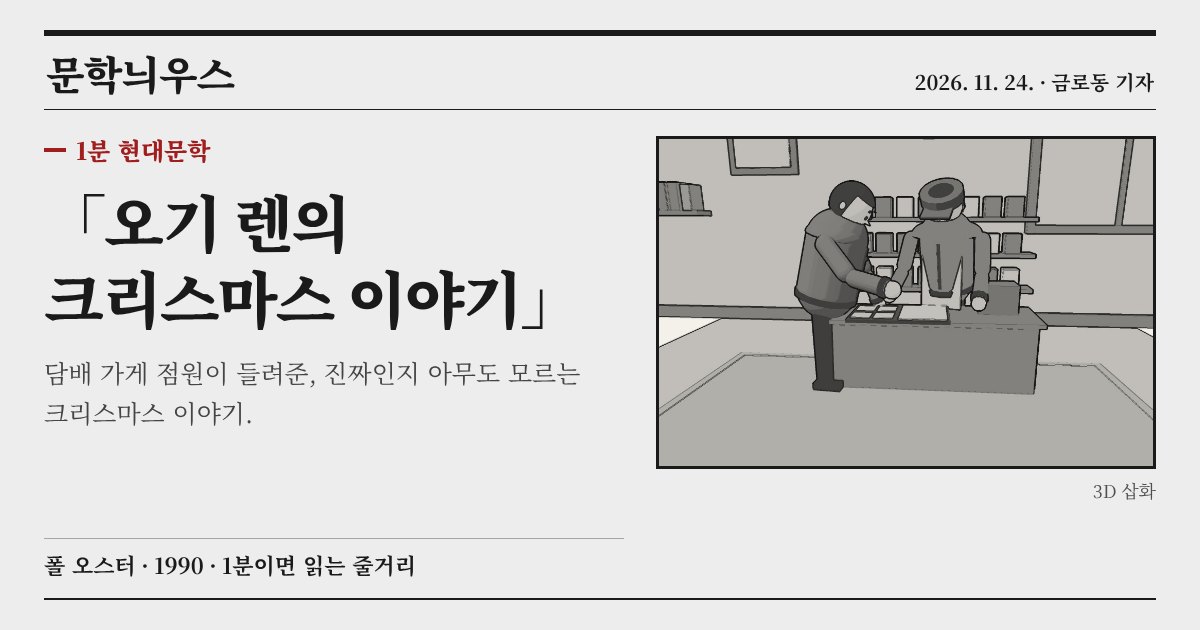 문학늬우스
2026. 11. 24. · 금로동 기자
1분 현대문학
「오기 렌의
크리스마스 이야기」
담배 가게 점원이 들려준, 진짜인지 아무도 모르는
크리스마스 이야기.
3D 삽화
폴 오스터 · 1990 · 1분이면 읽는 줄거리